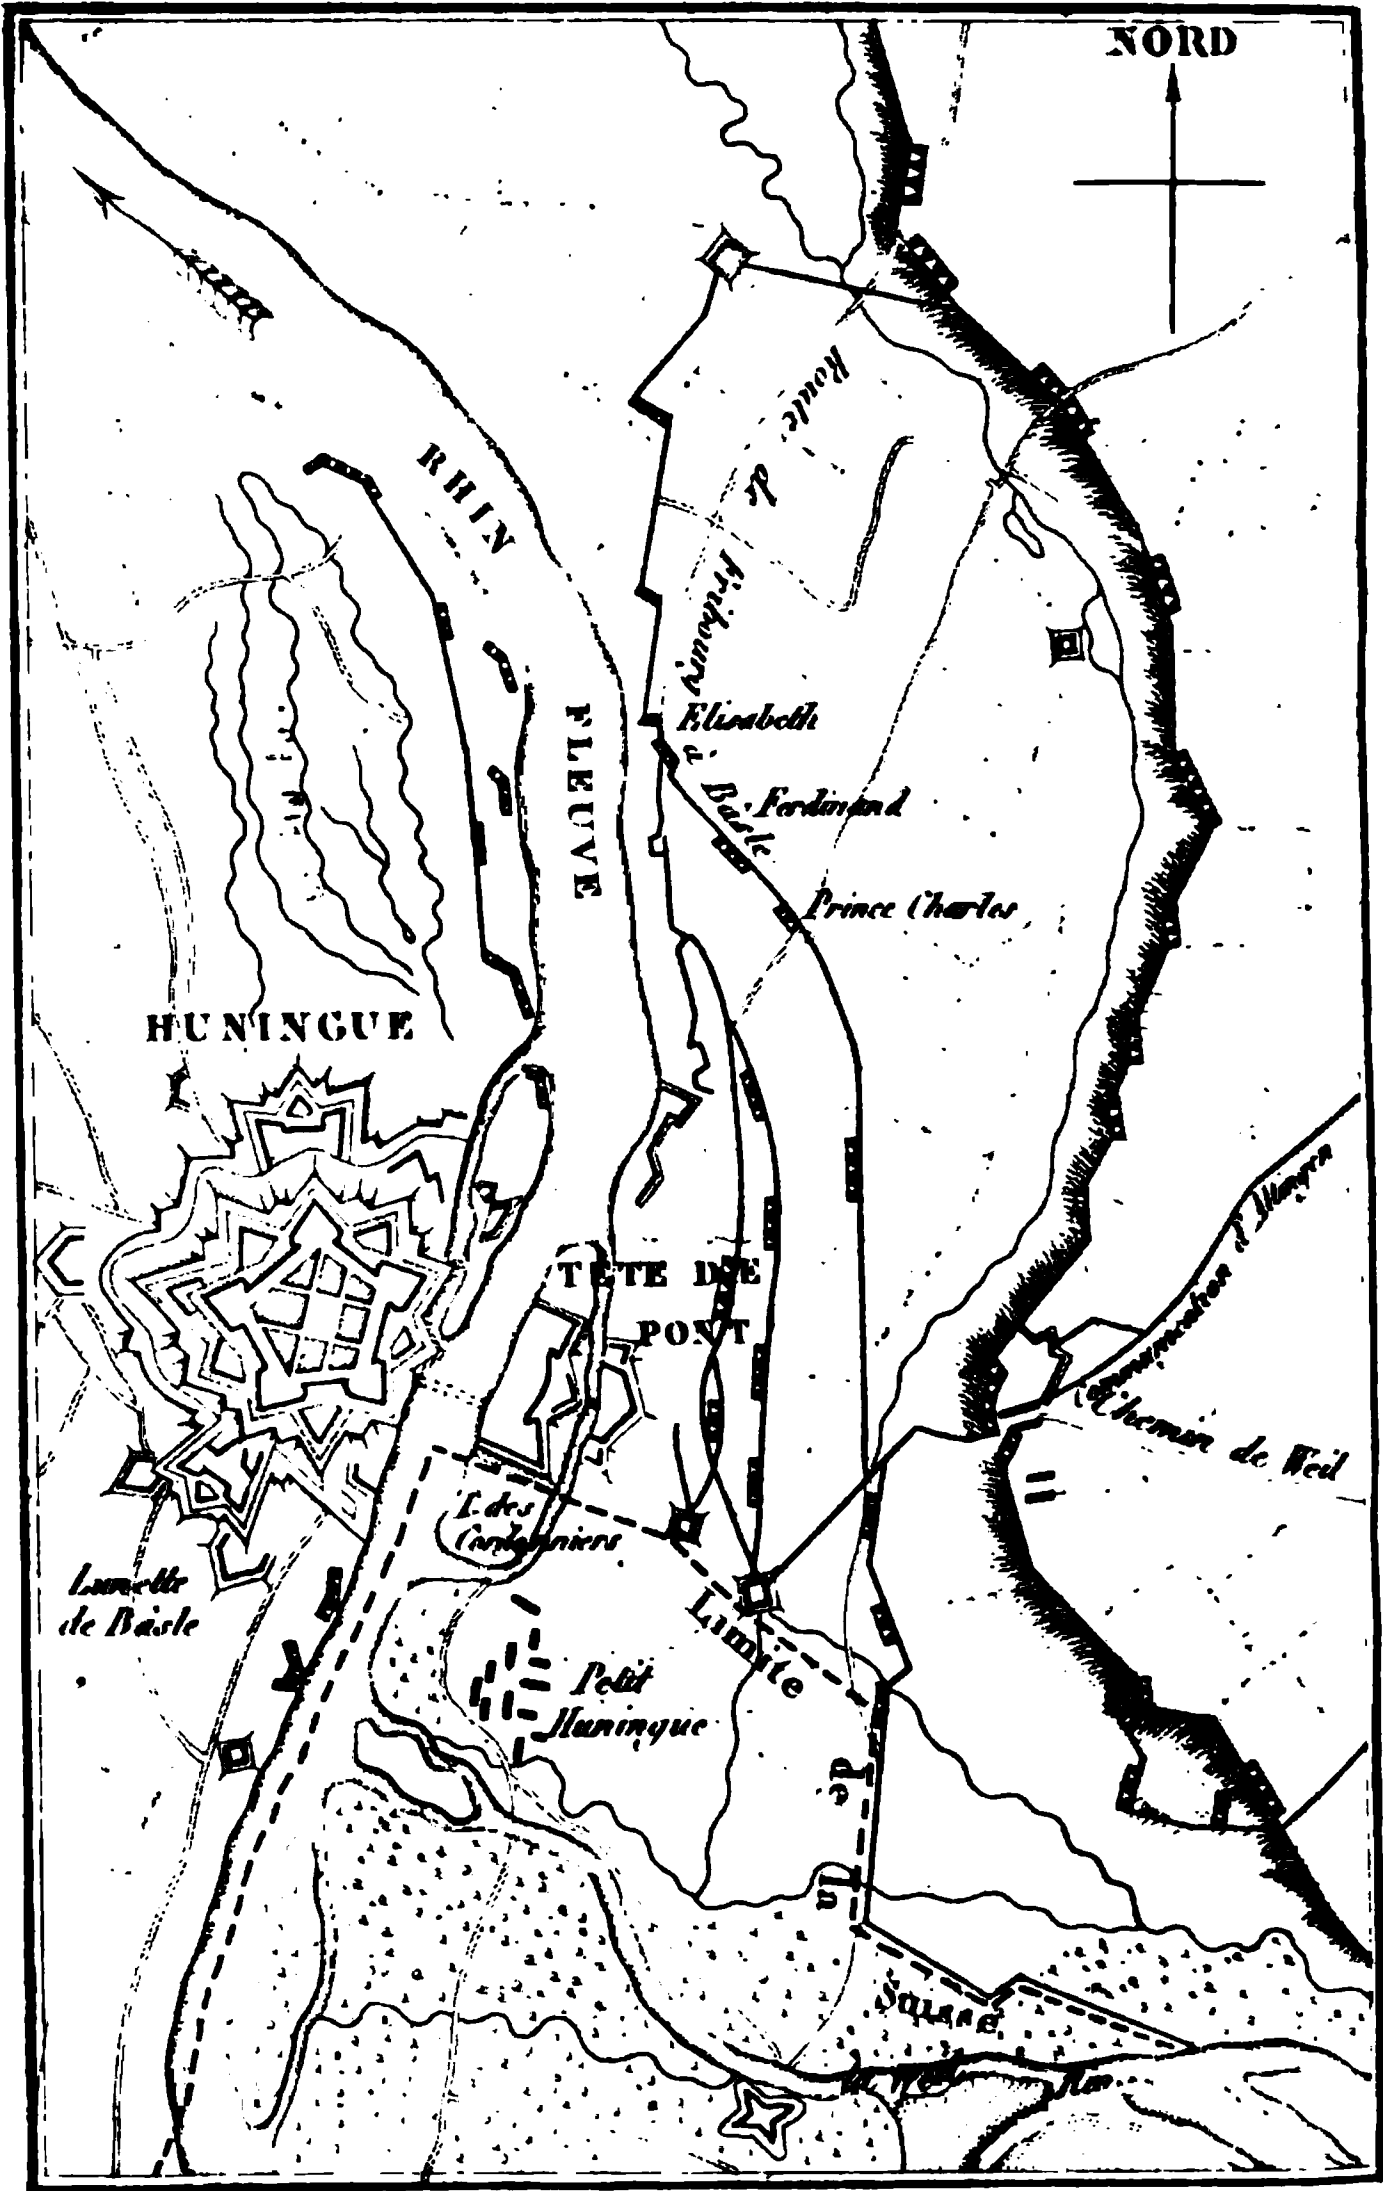 NORD
RHIN
FLEUVE
Route de Fribourg à Basle
Elisabeth
Ferdinand
Prince Charles
HUNINGUE
TETE DE
PONT
Communication d'
Chemin de Weil
I. des
Cordonniers
Lunette
de Basle
Petit
Huningue
Limite de la Suisse